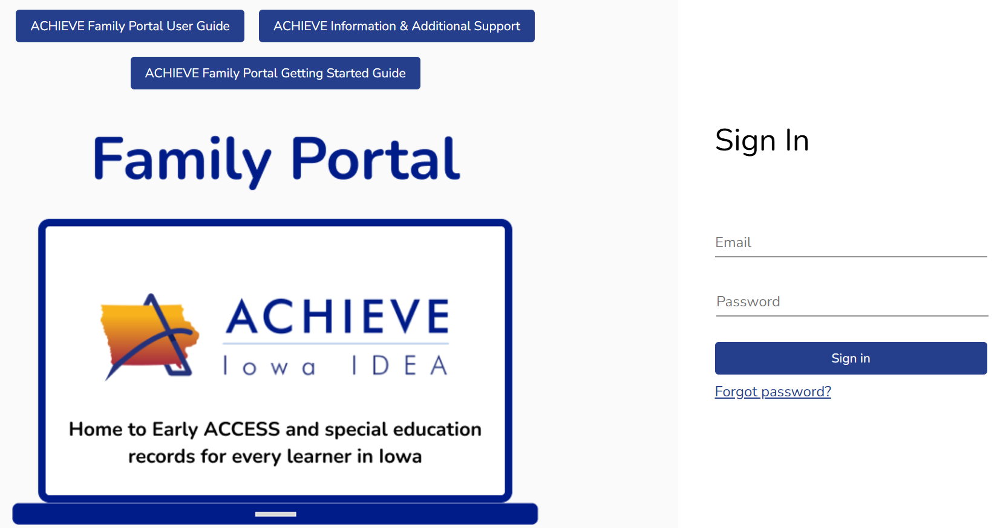 ACHIEVE Family Portal User Guide
ACHIEVE Information & Additional Support
ACHIEVE Family Portal Getting Started Guide
Family Portal
ACHIEVE
Iowa IDEA
Home to Early ACCESS and special education
records for every learner in Iowa
Sign In
Email
Password
Sign in
Forgot password?